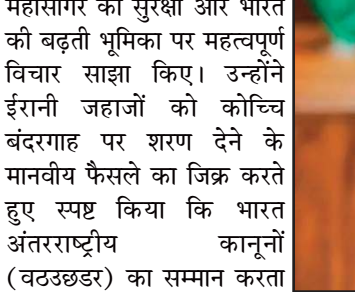 महासागर की सुरक्षा और भारत
की बढ़ती भूमिका पर महत्वपूर्ण
विचार साझा किए। उन्होंने
ईरानी जहाजों को कोच्चि
बंदरगाह पर शरण देने के
मानवीय फैसले का जिक्र करते
हुए स्पष्ट किया कि भारत
अंतरराष्ट्रीय कानूनों
(वठउछडर) का सम्मान करता